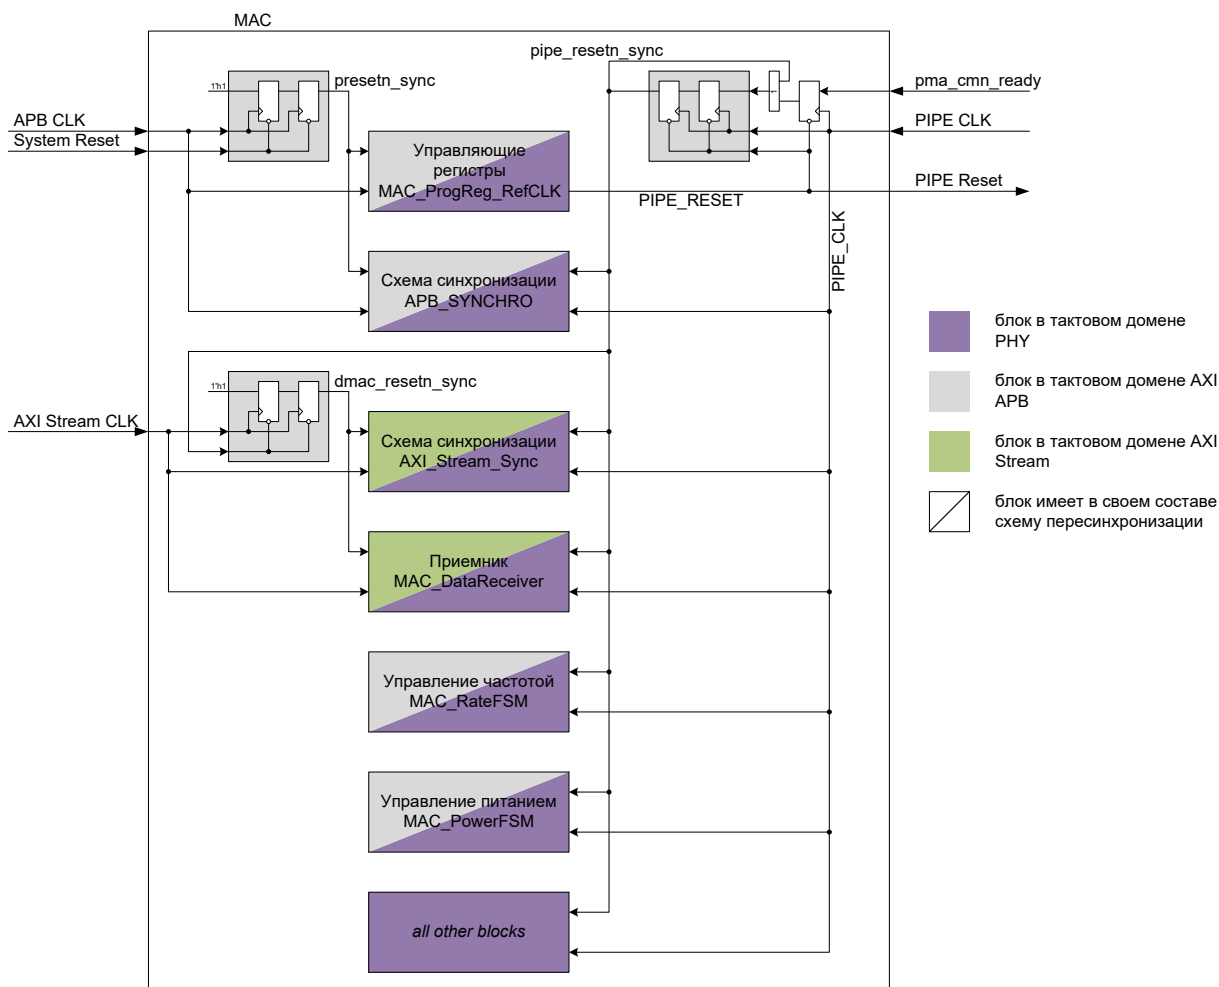 MAC
pipe_resetn_sync
1'h1
presetn_sync
pma_cmn_ready
APB CLK
PIPE CLK
System Reset
Управляющие
регистры
MAC_ProgReg_RefCLK
PIPE Reset
PIPE_RESET
PIPE_CLK
Схема синхронизации
APB_SYNCHRO
блок в тактовом домене
PHY
1'h1
dmac_resetn_sync
блок в тактовом домене AXI
APB
AXI Stream CLK
Схема синхронизации
AXI_Stream_Sync
блок в тактовом домене AXI
Stream
блок имеет в своем составе
схему пересинхронизации
Приемник
MAC_DataReceiver
Управление частотой
MAC_RateFSM
Управление питанием
MAC_PowerFSM
all other blocks